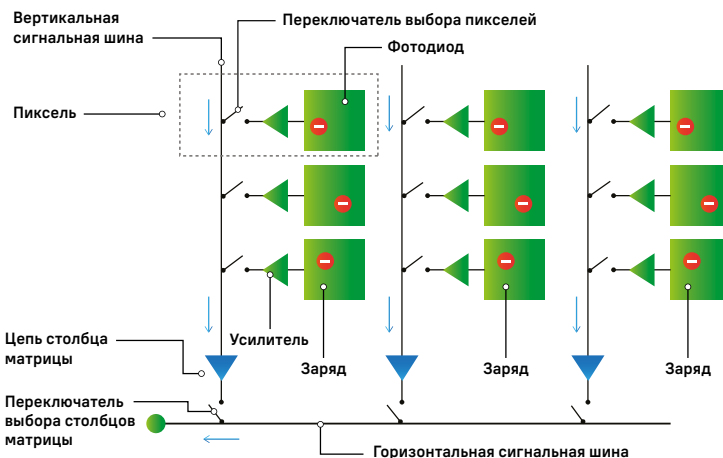 Вертикальная
сигнальная шина
Переключатель выбора пикселей
Фотодиод
Пиксель
Усилитель
Заряд
Заряд
Заряд
Цепь столбца
матрицы
Переключатель
выбора столбцов
матрицы
Горизонтальная сигнальная шина